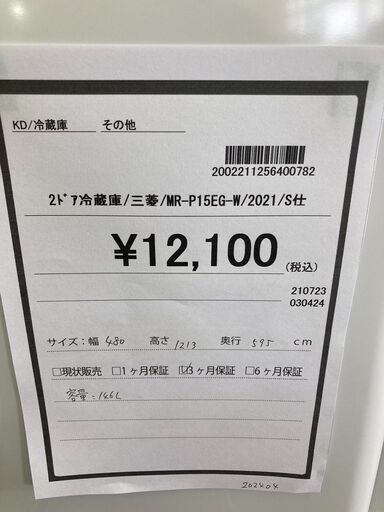 KD/冷蔵庫 その他
2002211256400782
2ﾄﾞｱ冷蔵庫/三菱/MR-P15EG-W/2021/S仕
¥12,100
(税込)
210723
030424
サイズ:幅 480 高さ 1213 奥行 595 cm
□現状販売 □1ヶ月保証 ☑3ヶ月保証 □6ヶ月保証
容量:146L
202404